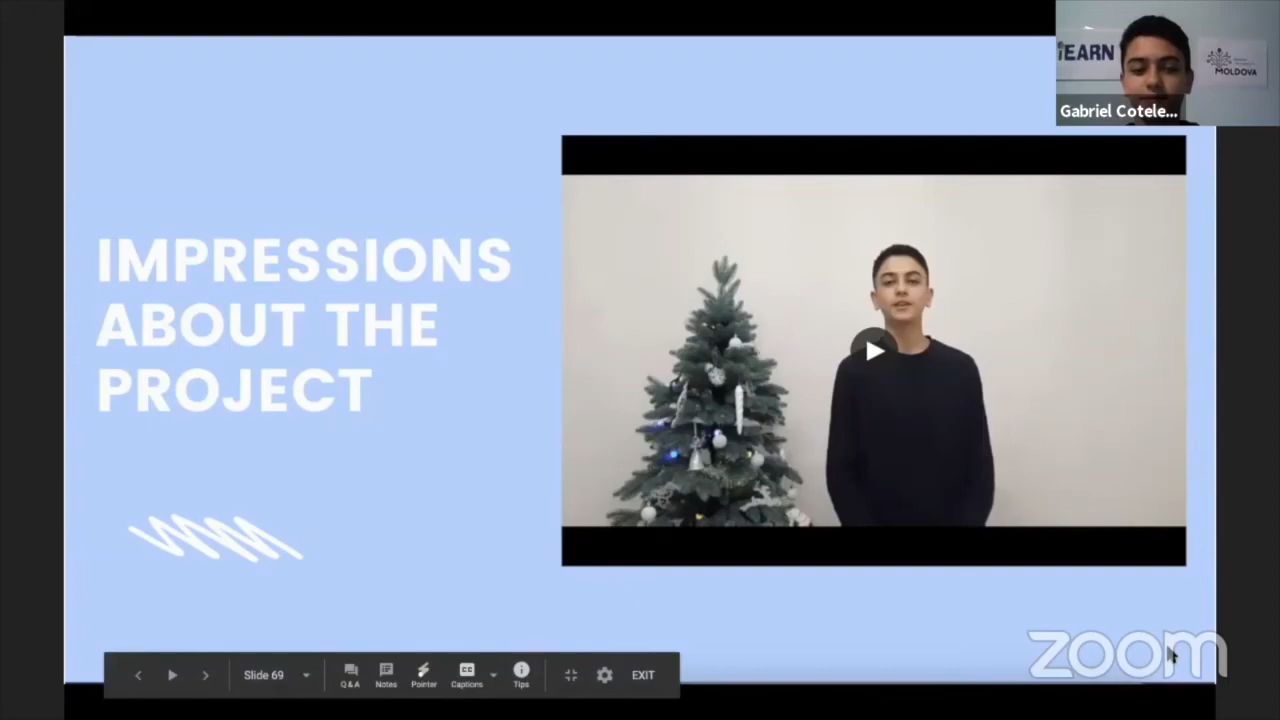 iEARN
MOLDOVA
Gabriel Cotele...
IMPRESSIONS
ABOUT THE
PROJECT
zoom
Slide 69
Q&A
Notes
Pointer
CC
Captions
Tips
EXIT